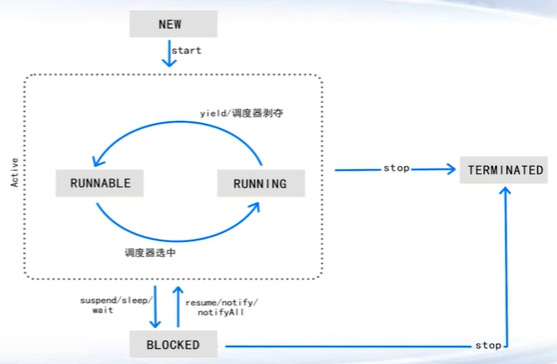 NEW
start
yield/调度器剥夺
Active
RUNNABLE
RUNNING
stop
TERMINATED
调度器选中
suspend/sleep/
wait
resume/notify/
notifyAll
BLOCKED
stop